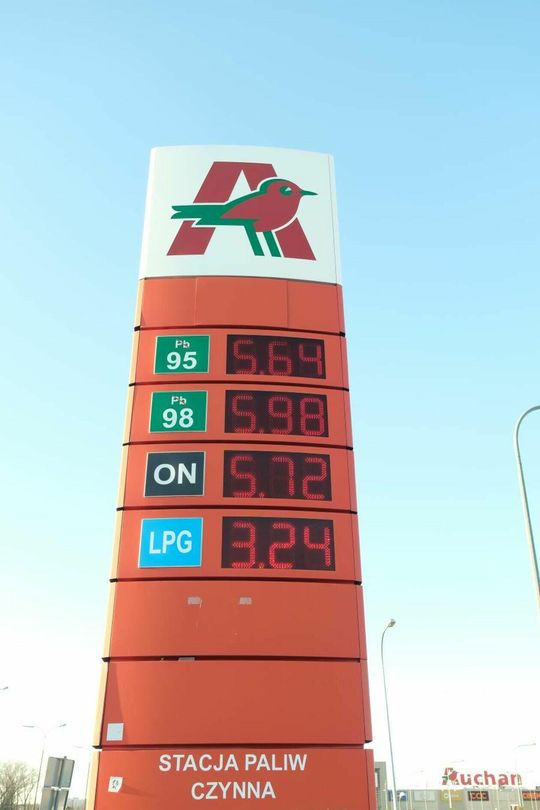 A
Pb
95 5.64
Pb
98 5.98
ON 5.72
LPG 3.24
STACJA PALIW
CZYNNA
Auchan